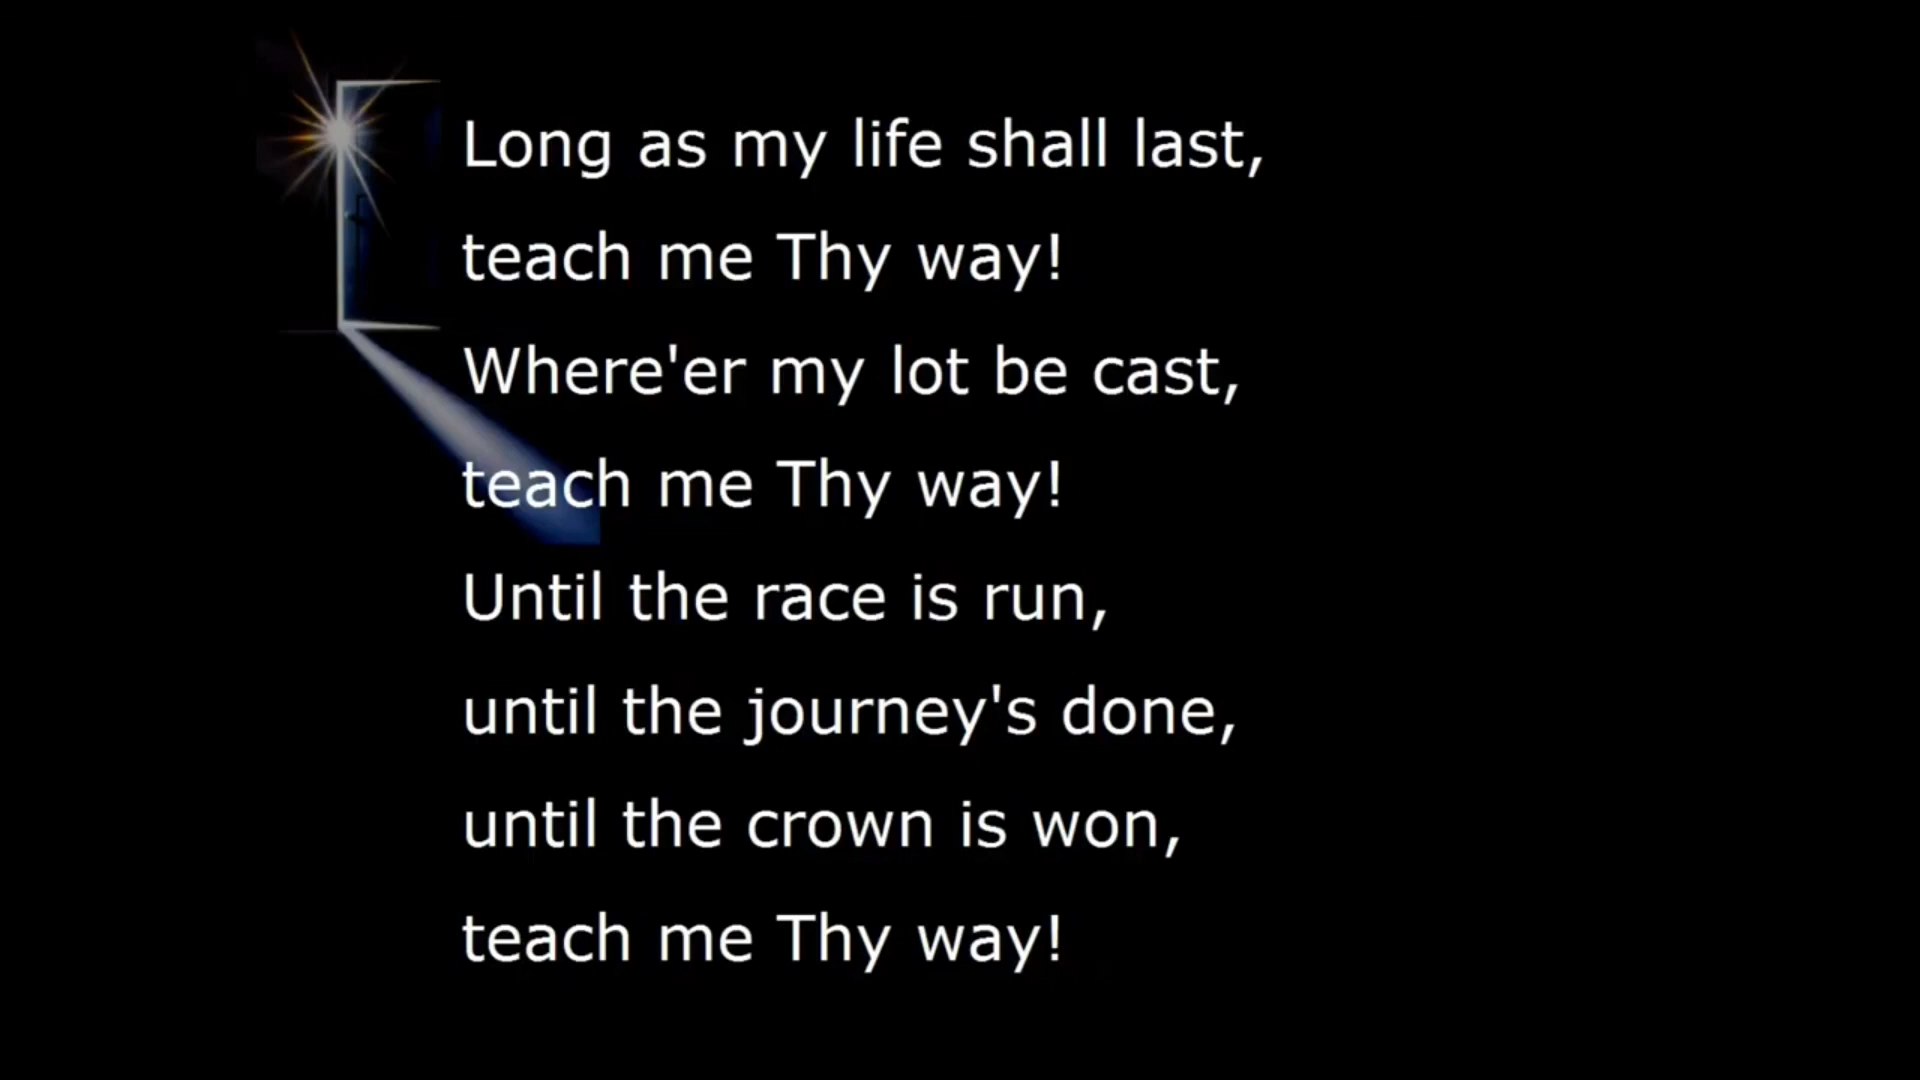 Long as my life shall last,
teach me Thy way!
Where'er my lot be cast,
teach me Thy way!
Until the race is run,
until the journey's done,
until the crown is won,
teach me Thy way!